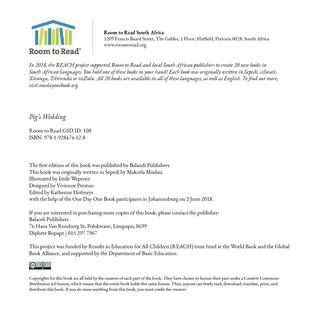 Room to Read®
Room to Read South Africa
1209 Francis Baard Street, The Gables, 1 Floor, Hatfield, Pretoria 0028, South Africa
www.roomtoread.org
In 2018, the REACH project supported Room to Read and local South African publishers to create 20 new books in
South African languages. You hold one of these books in your hand! Each book was originally written in Sepedi, isiSwati,
Xitsonga, Tshivenda or isiZulu. All 20 books are available in all of these languages, as well as English. To find out more,
visit onedayonebook.org.
Pig's Wedding
Room to Read GSD ID: 108
ISBN: 978-1-928474-12-8
The first edition of this book was published by Balaodi Publishers.
This book was originally written in Sepedi by Makotla Mudau.
Illustrated by Emile Wepener
Designed by Vivienne Preston
Edited by Katherine Hofmeyr
with the help of the One Day One Book participants in Johannesburg on 2 June 2018.
If you are interested in purchasing more copies of this book, please contact the publisher:
Balaodi Publishers
76 Hans Van Rensburg St, Polokwane, Limpopo, 0699
Diphete Bopape | 015 297 7967
This project was funded by Results in Education for All Children (REACH) trust fund at the World Bank and the Global
Book Alliance, and supported by the Department of Basic Education.
Copyrights for this book are all held by the creators of each part of the book. They have chosen to license their part under a Creative Commons
Attribution 4.0 license, which means that the entire book holds the same license. Thus, anyone can freely read, download, translate, print, and
distribute this book. If you do reuse anything from this book, you must credit the creators.